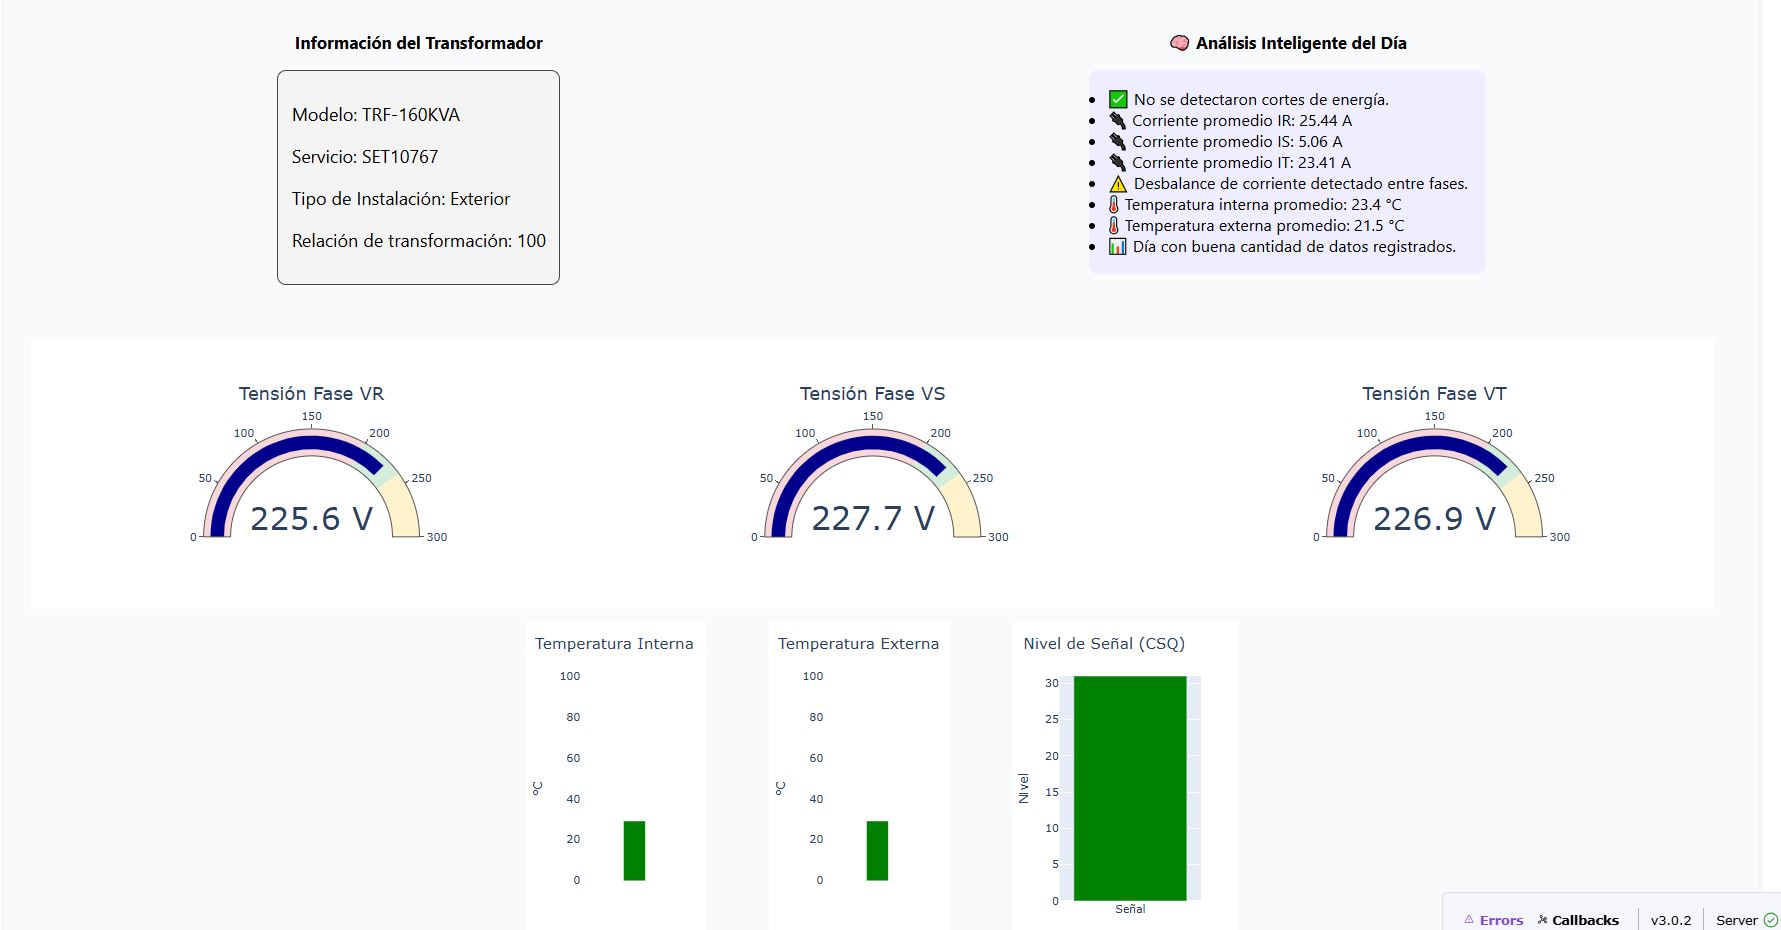 Información del Transformador
Modelo: TRF-160KVA
Servicio: SET10767
Tipo de Instalación: Exterior
Relación de transformación: 100
🧠 Análisis Inteligente del Día
✅ No se detectaron cortes de energía.
🔌 Corriente promedio IR: 25.44 A
🔌 Corriente promedio IS: 5.06 A
🔌 Corriente promedio IT: 23.41 A
⚠️ Desbalance de corriente detectado entre fases.
🌡️ Temperatura interna promedio: 23.4 °C
🌡️ Temperatura externa promedio: 21.5 °C
📊 Día con buena cantidad de datos registrados.
Tensión Fase VR
0
50
100
150
200
250
300
225.6 V
Tensión Fase VS
0
50
100
150
200
250
300
227.7 V
Tensión Fase VT
0
50
100
150
200
250
300
226.9 V
Temperatura Interna
100
80
60
40
20
0
ºC
Temperatura Externa
100
80
60
40
20
0
ºC
Nivel de Señal (CSQ)
30
25
20
15
10
5
0
Nivel
Señal
Errors Callbacks v3.0.2 Server